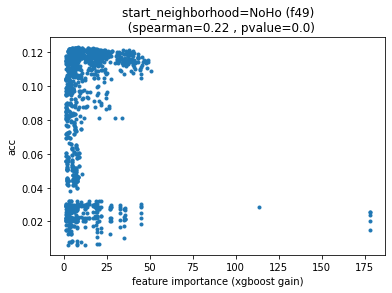 start_neighborhood=NoHo (f49)
(spearman=0.22 , pvalue=0.0)
0.12
0.10
0.08
0.06
0.04
0.02
acc
0 25 50 75 100 125 150 175
feature importance (xgboost gain)